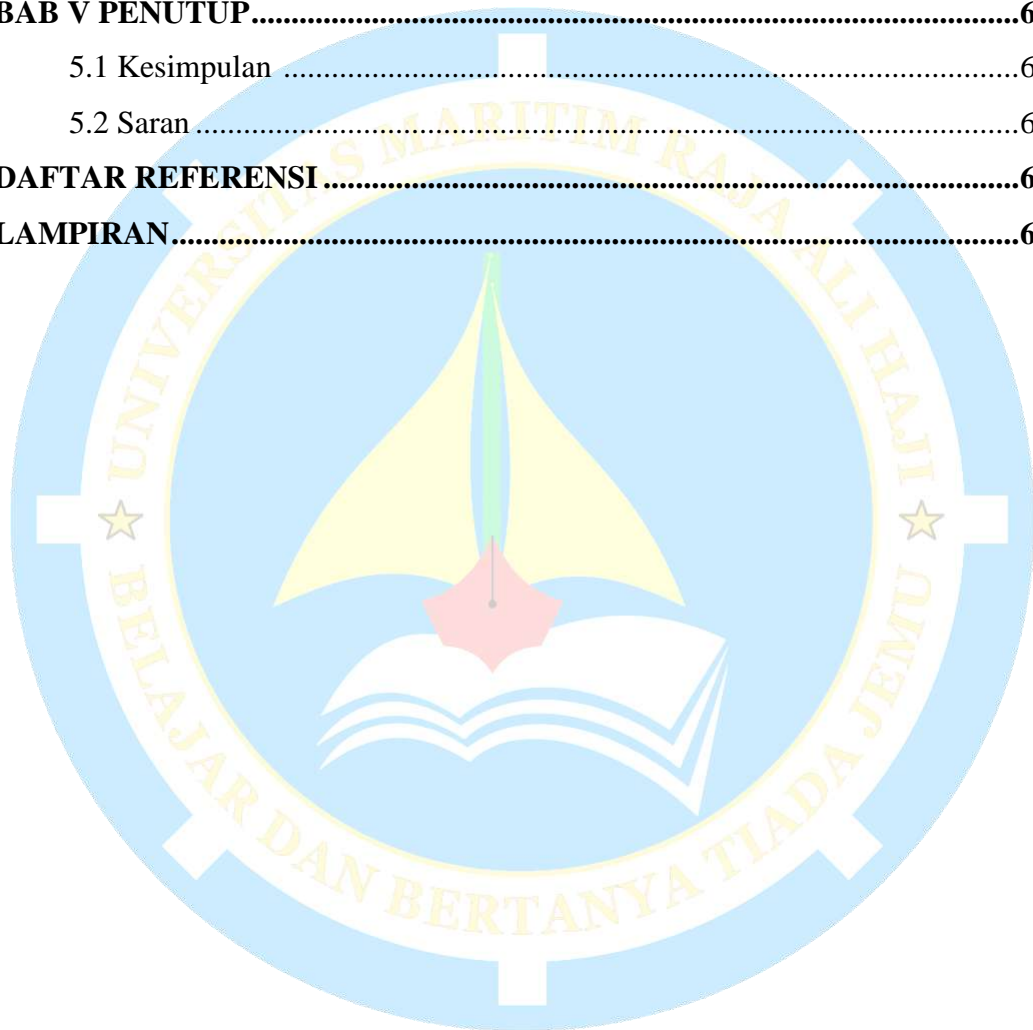 BAB V PENUTUP...........................................................................................6
5.1 Kesimpulan ...........................................................................................6
5.2 Saran.....................................................................................................6
DAFTAR REFERENSI...................................................................................6
LAMPIRAN....................................................................................................6
UNIVERSITAS MARITIM RAJA ALI HAJI
BELAJAR DAN BERTANYA TIADA JEMU